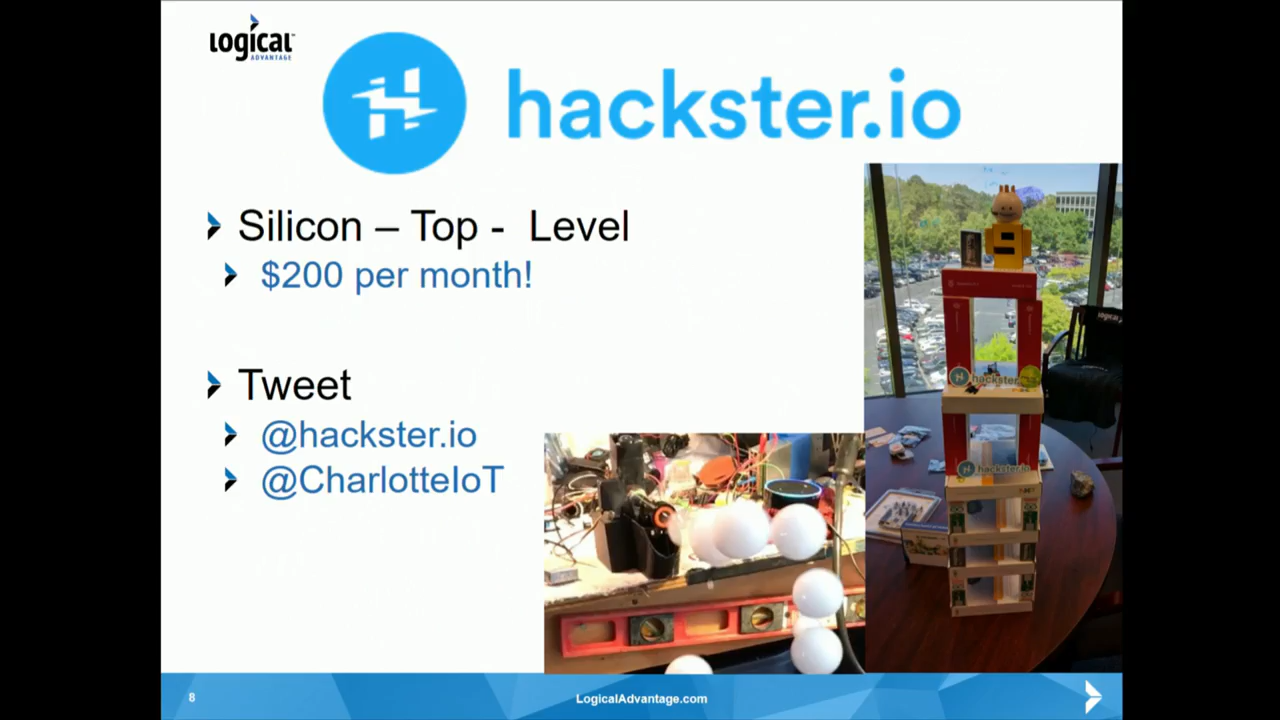 LOGICAL
ADVANTAGE
hackster.io
Silicon – Top - Level
$200 per month!
Tweet
@hackster.io
@CharlotteIoT
hackster.io
hackster.io
8
LogicalAdvantage.com